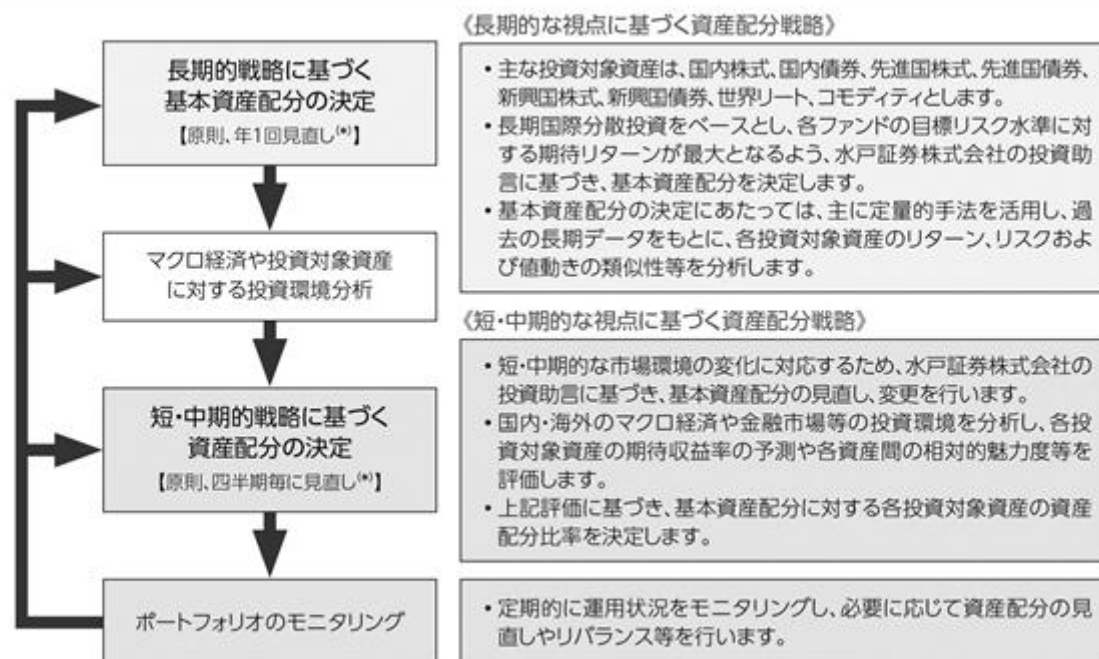 長期的戦略に基づく
基本資産配分の決定
【原則、年1回見直し(*)】
《長期的な視点に基づく資産配分戦略》
・主な投資対象資産は、国内株式、国内債券、先進国株式、先進国債券、
新興国株式、新興国債券、世界リート、コモディティとします。
・長期国際分散投資をベースとし、各ファンドの目標リスク水準に対
する期待リターンが最大となるよう、水戸証券株式会社の投資助
言に基づき、基本資産配分を決定します。
・基本資産配分の決定にあたっては、主に定量的手法を活用し、過
去の長期データをもとに、各投資対象資産のリターン、リスクおよ
び値動きの類似性等を分析します。
マクロ経済や投資対象資産
に対する投資環境分析
短・中期的戦略に基づく
資産配分の決定
【原則、四半期毎に見直し(*)】
《短・中期的な視点に基づく資産配分戦略》
・短・中期的な市場環境の変化に対応するため、水戸証券株式会社の
投資助言に基づき、基本資産配分の見直し、変更を行います。
・国内・海外のマクロ経済や金融市場等の投資環境を分析し、各投
資対象資産の期待収益率の予測や各資産間の相対的魅力度等を
評価します。
・上記評価に基づき、基本資産配分に対する各投資対象資産の資産
配分比率を決定します。
ポートフォリオのモニタリング
・定期的に運用状況をモニタリングし、必要に応じて資産配分の見
直しやリバランス等を行います。